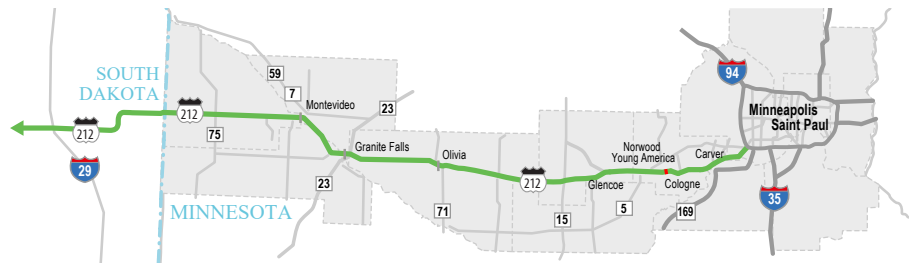 SOUTH
DAKOTA
59
7
Montevideo
23
94
Minneapolis
Saint Paul
212
212
75
Granite Falls
Olivia
Norwood
Young America
Carver
29
23
MINNESOTA
212
Glencoe
Cologne
71
15
5
169
35